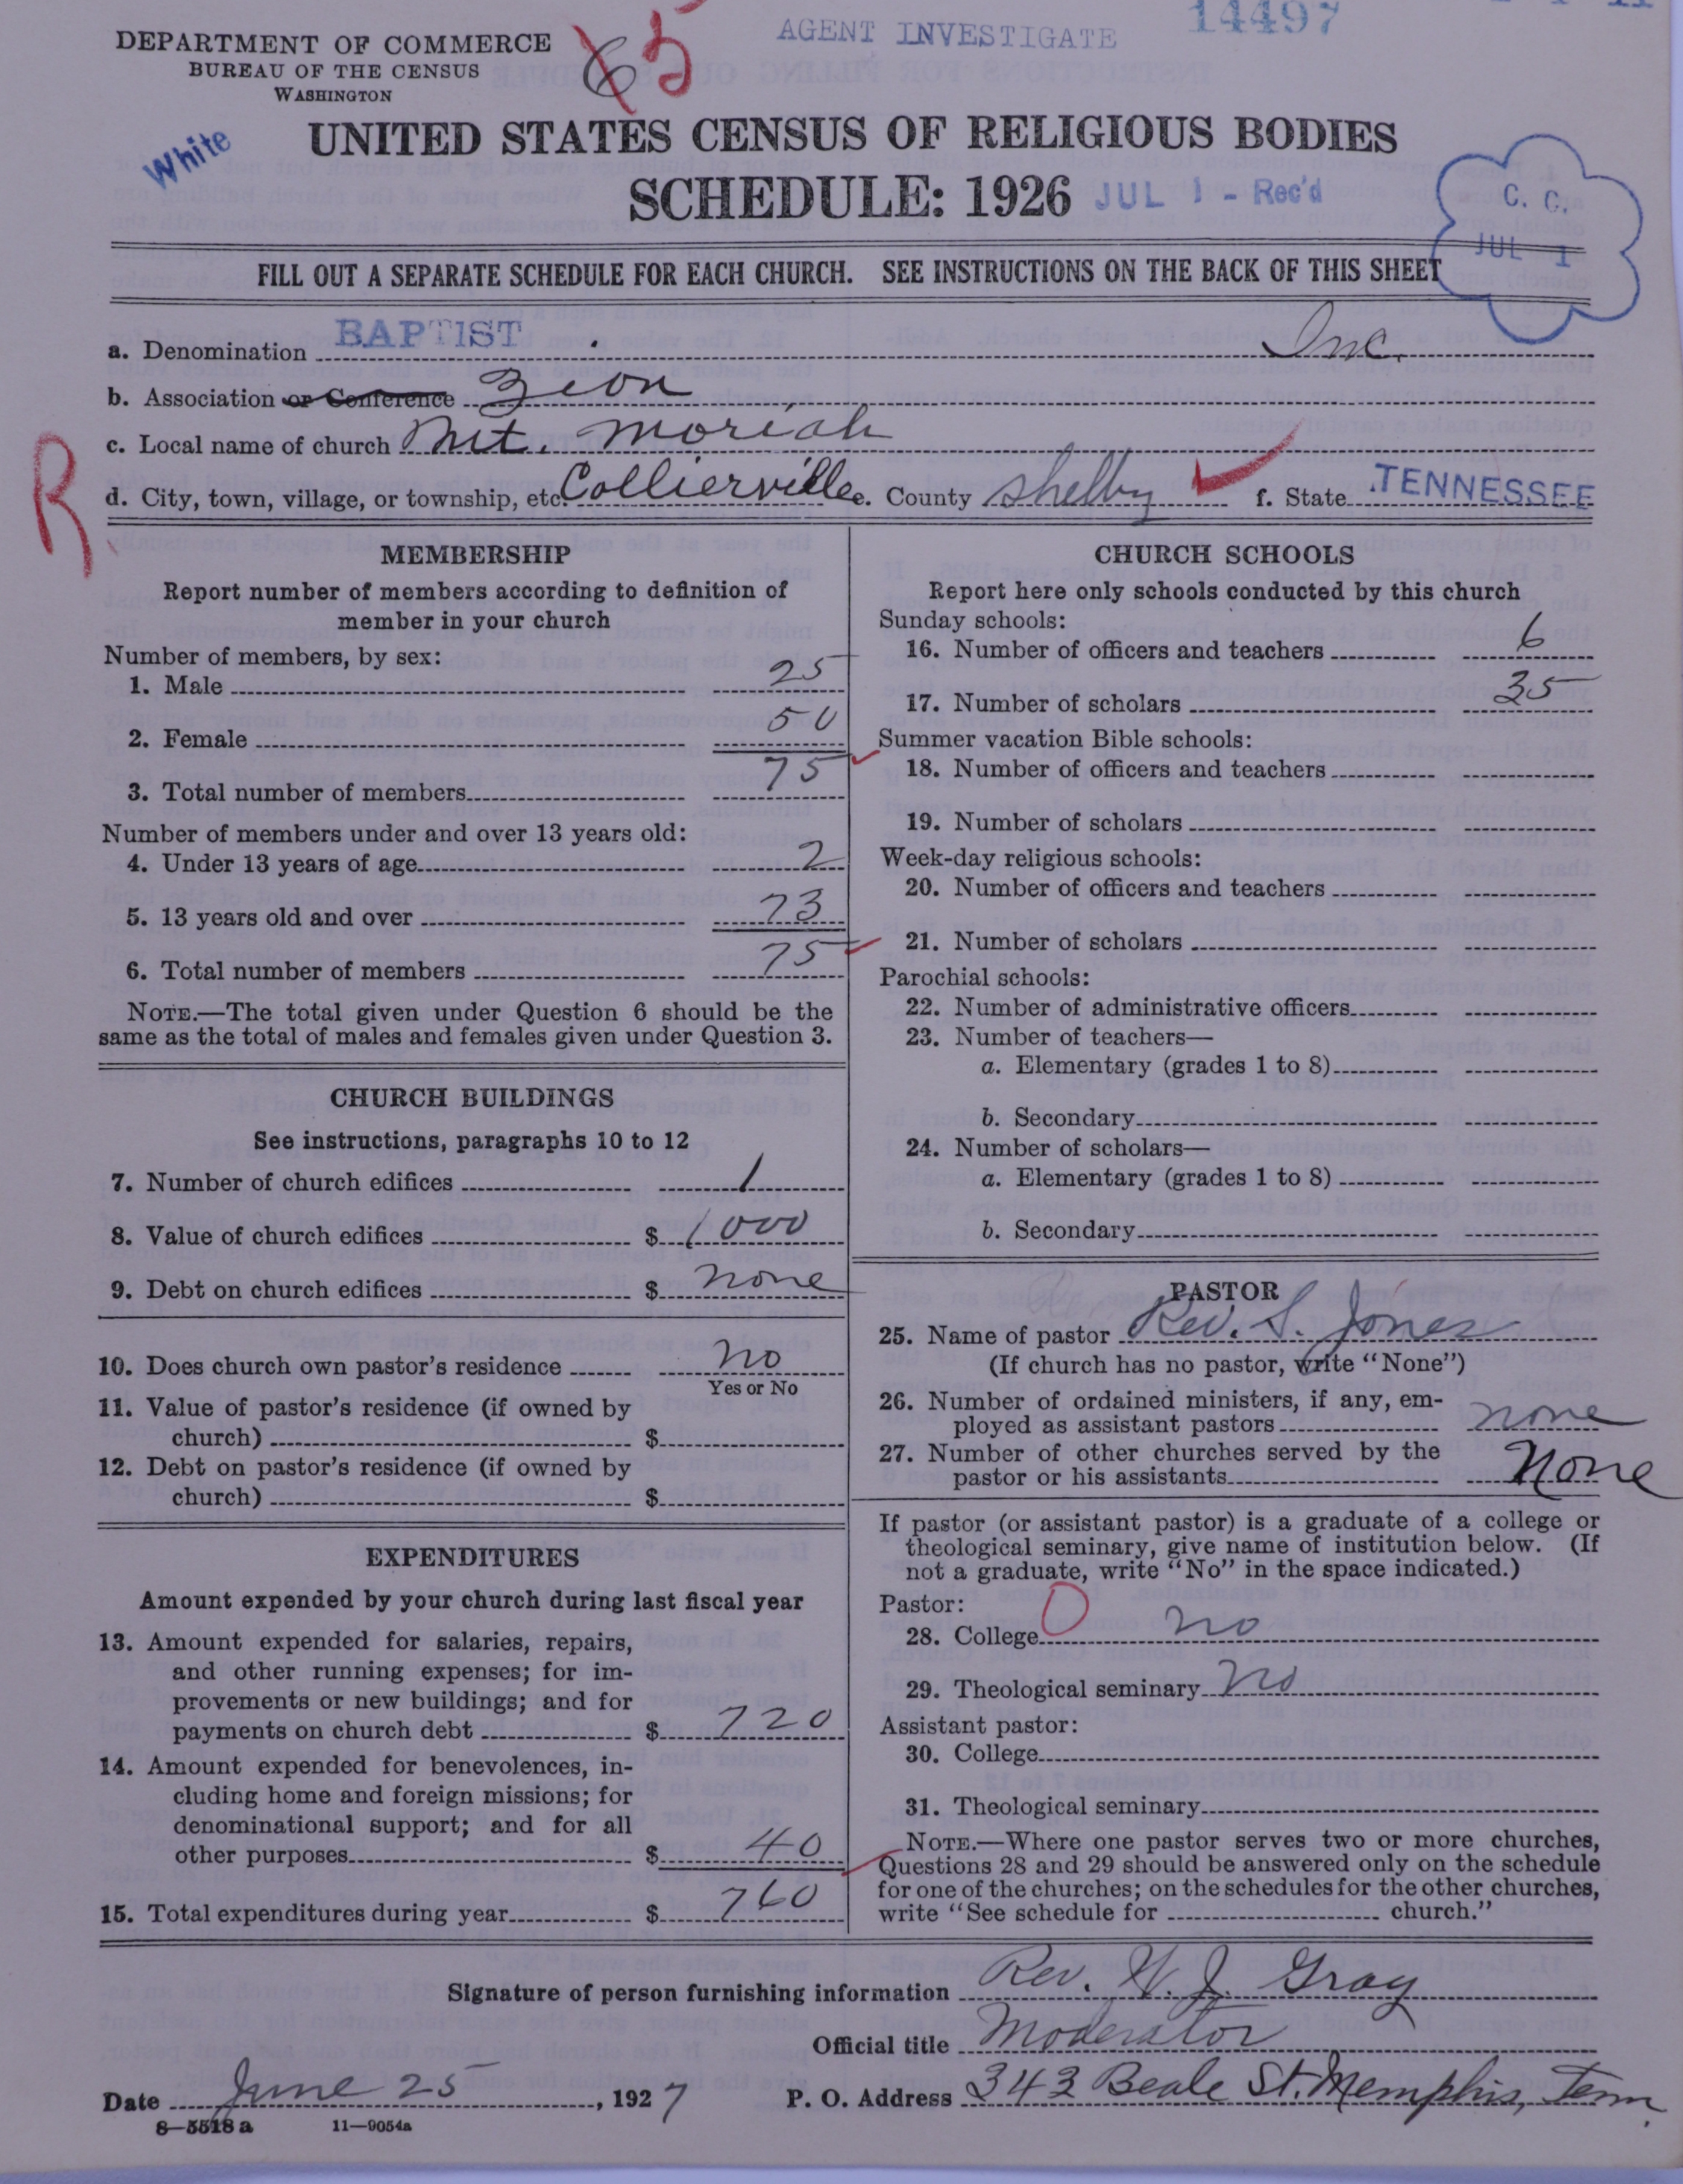 DEPARTMENT OF COMMERCE
BUREAU OF THE CENSUS
WASHINGTON
6 5
AGENT INVESTIGATE
14497
White
UNITED STATES CENSUS OF RELIGIOUS BODIES
SCHEDULE: 1926
JUL 1 - Rec'd
C. C.
JUL 1
FILL OUT A SEPARATE SCHEDULE FOR EACH CHURCH. SEE INSTRUCTIONS ON THE BACK OF THIS SHEET
a. Denomination BAPTIST Inc.
b. Association or Conference Zion
c. Local name of church Mt. Moriah
R
d. City, town, village, or township, etc. Collierville e. County Shelby f. State TENNESSEE
MEMBERSHIP
Report number of members according to definition of
member in your church
Number of members, by sex:
1. Male 25
2. Female 50
3. Total number of members 75
Number of members under and over 13 years old:
4. Under 13 years of age 2
5. 13 years old and over 73
6. Total number of members 75
NOTE.—The total given under Question 6 should be the
same as the total of males and females given under Question 3.
CHURCH BUILDINGS
See instructions, paragraphs 10 to 12
7. Number of church edifices 1
8. Value of church edifices $ 1000
9. Debt on church edifices $ none
10. Does church own pastor's residence no
Yes or No
11. Value of pastor's residence (if owned by
church) $
12. Debt on pastor's residence (if owned by
church) $
EXPENDITURES
Amount expended by your church during last fiscal year
13. Amount expended for salaries, repairs,
and other running expenses; for im-
provements or new buildings; and for
payments on church debt $ 720
14. Amount expended for benevolences, in-
cluding home and foreign missions; for
denominational support; and for all
other purposes $ 40
15. Total expenditures during year $ 760
CHURCH SCHOOLS
Report here only schools conducted by this church
Sunday schools:
16. Number of officers and teachers 6
17. Number of scholars 35
Summer vacation Bible schools:
18. Number of officers and teachers
19. Number of scholars
Week-day religious schools:
20. Number of officers and teachers
21. Number of scholars
Parochial schools:
22. Number of administrative officers
23. Number of teachers—
a. Elementary (grades 1 to 8)
b. Secondary
24. Number of scholars—
a. Elementary (grades 1 to 8)
b. Secondary
PASTOR
25. Name of pastor Rev. S. Jones
(If church has no pastor, write "None")
26. Number of ordained ministers, if any, em-
ployed as assistant pastors none
27. Number of other churches served by the
pastor or his assistants None
If pastor (or assistant pastor) is a graduate of a college or
theological seminary, give name of institution below. (If
not a graduate, write "No" in the space indicated.)
Pastor: 0
28. College no
29. Theological seminary no
Assistant pastor:
30. College
31. Theological seminary
NOTE.—Where one pastor serves two or more churches,
Questions 28 and 29 should be answered only on the schedule
for one of the churches; on the schedules for the other churches,
write "See schedule for church."
Signature of person furnishing information Rev. W. J. Gray
Official title Moderator
Date June 25, 1927 P. O. Address 343 Beale St. Memphis, Tenn.
8—5518 a 11—9054a